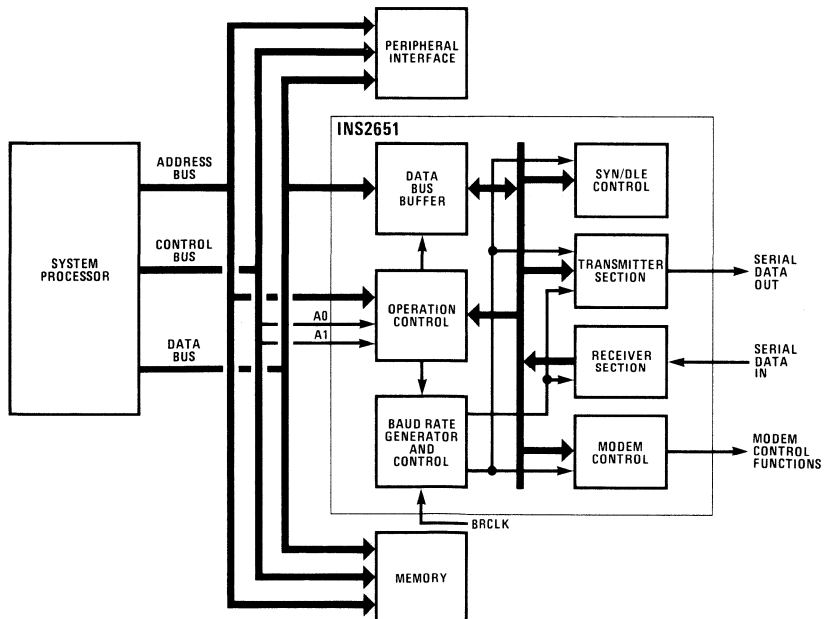 PERIPHERAL
INTERFACE
INS2651
ADDRESS
BUS
DATA
BUS
BUFFER
SYN/DLE
CONTROL
SYSTEM
PROCESSOR
CONTROL
BUS
TRANSMITTER
SECTION
SERIAL
DATA
OUT
A0
A1
OPERATION
CONTROL
DATA
BUS
RECEIVER
SECTION
SERIAL
DATA
IN
BAUD RATE
GENERATOR
AND
CONTROL
MODEM
CONTROL
MODEM
CONTROL
FUNCTIONS
BRCLK
MEMORY